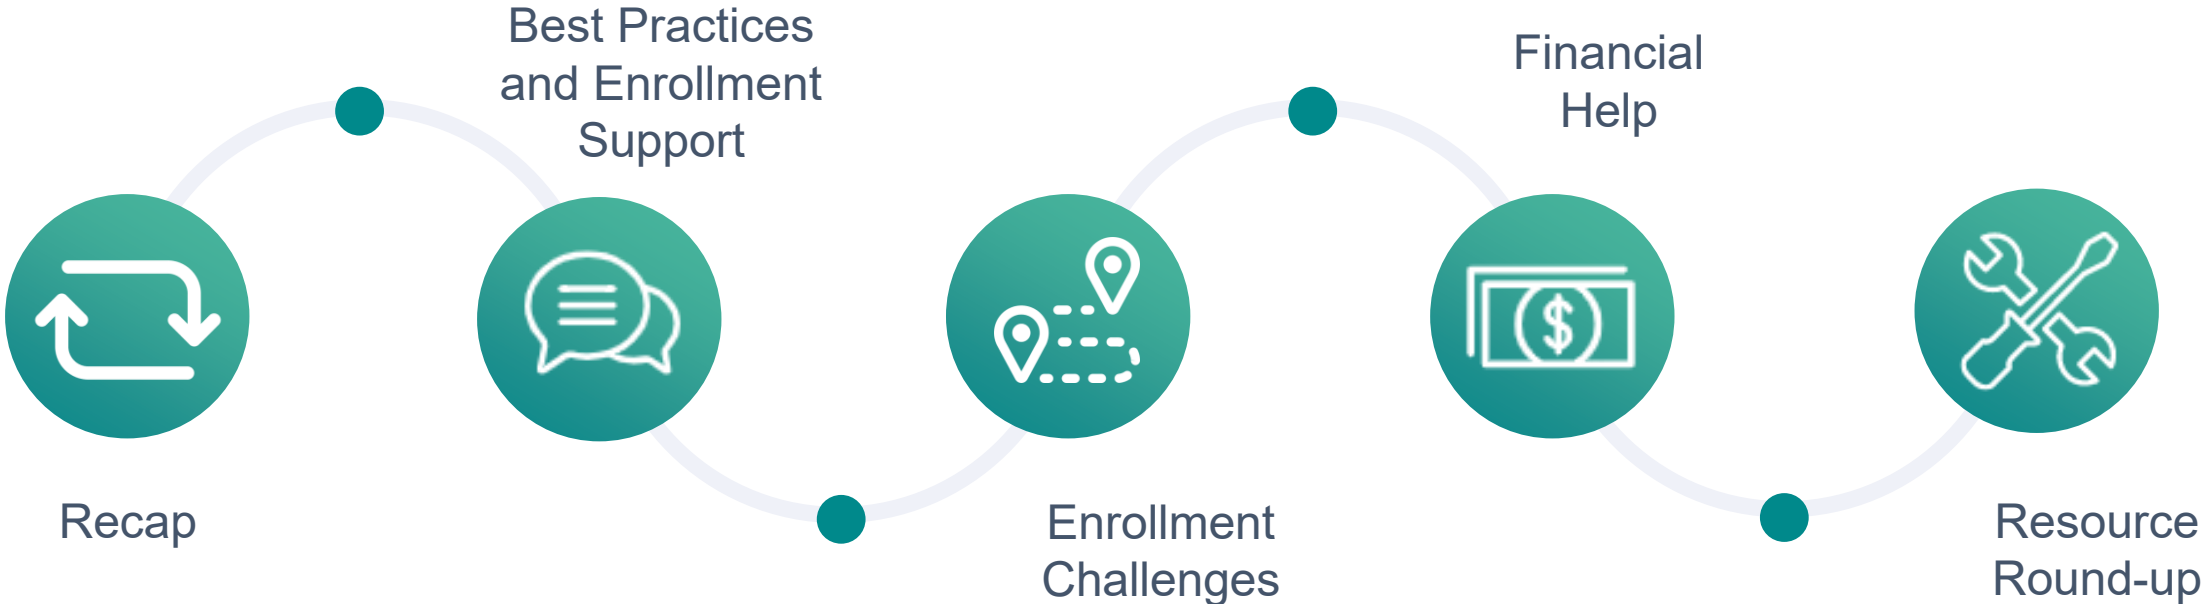 Recap
Best Practices
and Enrollment
Support
Enrollment
Challenges
Financial
Help
$
Resource
Round-up